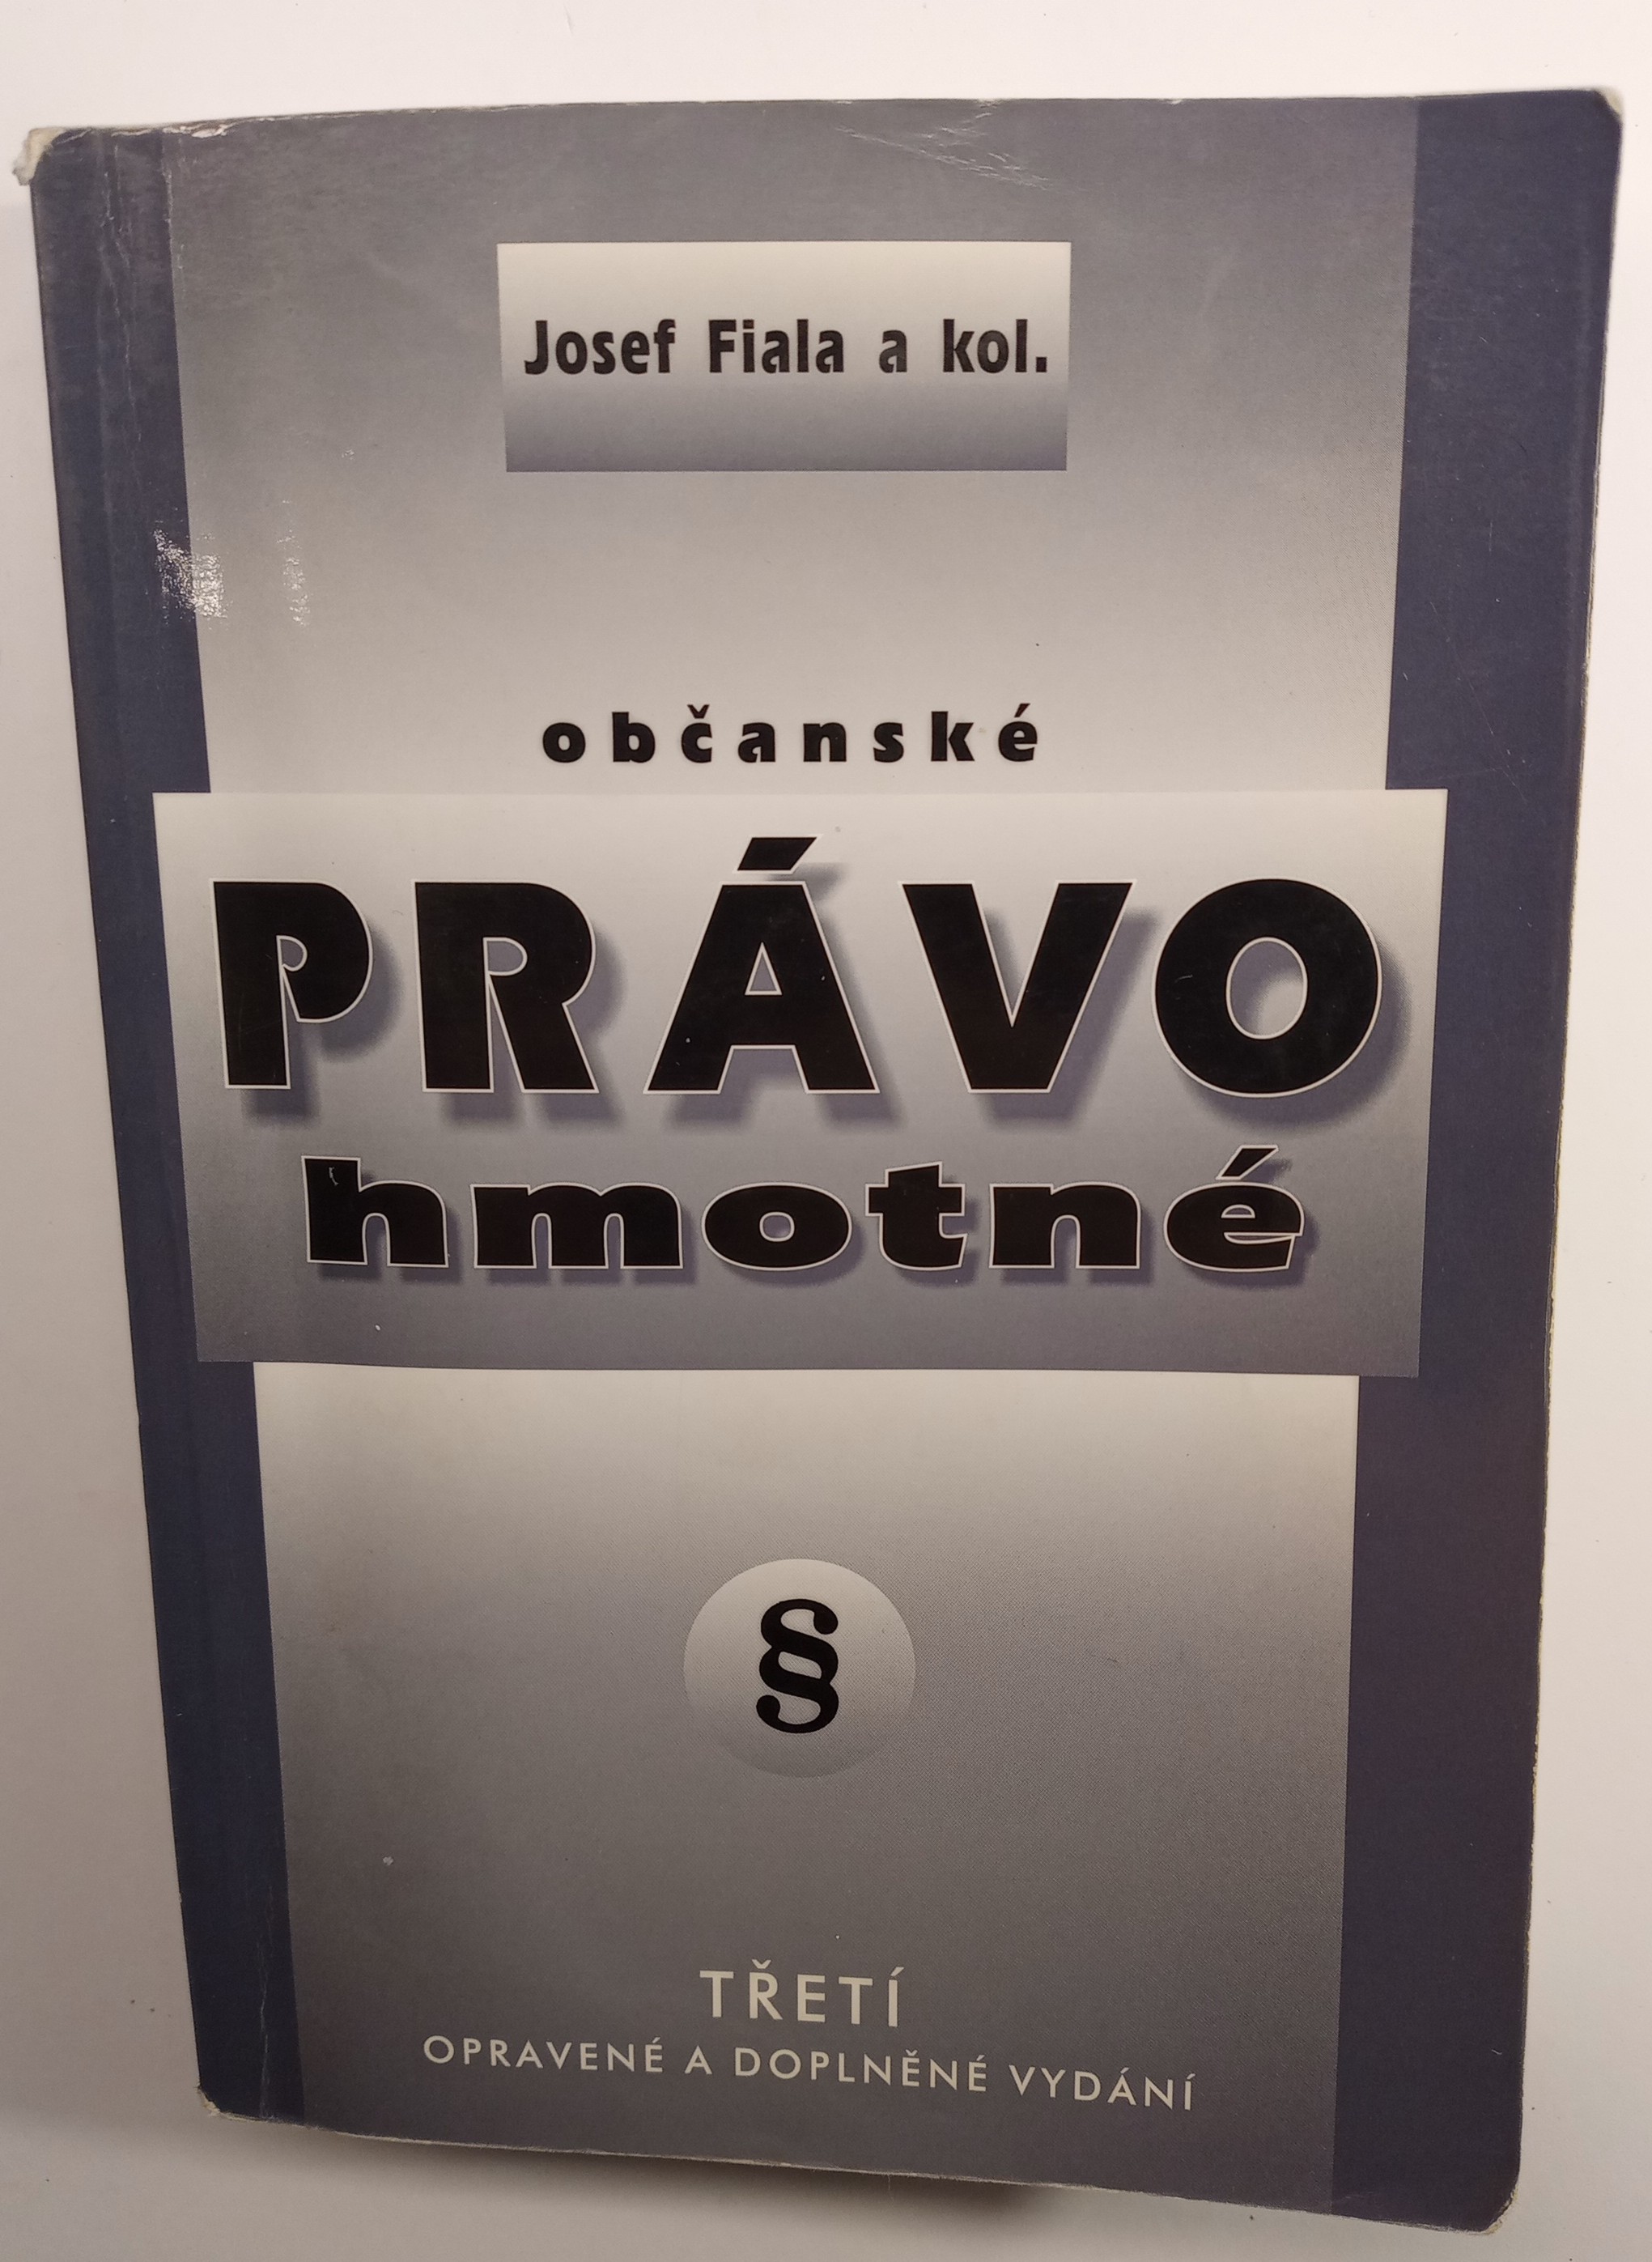 Josef Fiala a kol.
občanské
PRÁVO
hmotné
§
TŘETÍ
OPRAVENÉ A DOPLNĚNÉ VYDÁNÍ